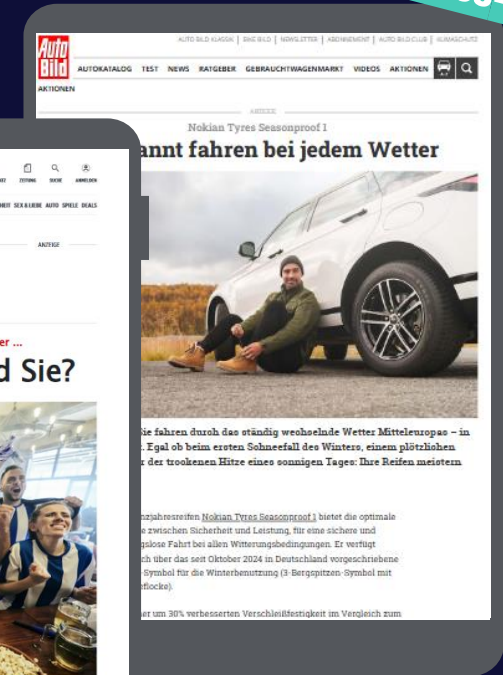 AUTO BILD KLASSIK | BIKE BILD | NEWSLETTER | ABONNEMENT | AUTO BILD.CLUB | KLIMASCHUTZ
Auto
Bild
AUTOKATALOG TEST NEWS RATGEBER GEBRAUCHTWAGENMARKT VIDEOS AKTIONEN
AKTIONEN
ANZEIGE
Nokian Tyres Seasonproof 1
annt fahren bei jedem Wetter
ie fahren durch das ständig wechselnde Wetter Mitteleuropas – in
. Egal ob beim ersten Schneefall des Winters, einem plötzlichen
r der trockenen Hitze eines sonnigen Tages: Ihre Reifen meistern
nzjahresreifen Nokian Tyres Seasonproof 1 bietet die optimale
e zwischen Sicherheit und Leistung, für eine sichere und
gslose Fahrt bei allen Witterungsbedingungen. Er verfügt
ch über das seit Oktober 2024 in Deutschland vorgeschriebene
-Symbol für die Winterbenutzung (3-Bergspitzen-Symbol mit
flocke).
er um 30% verbesserten Verschleißfestigkeit im Vergleich zum
ZEITUNG SUCHE ANMELDEN
HEIT SEX & LIEBE AUTO SPIELE DEALS
ANZEIGE
er ...
d Sie?